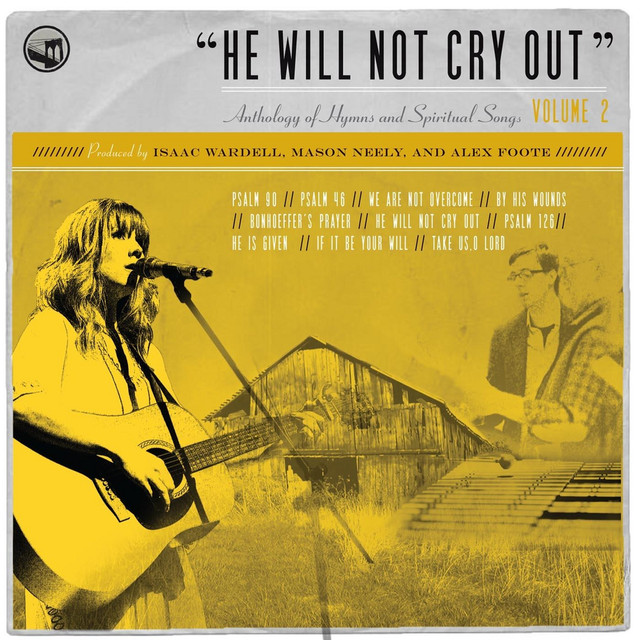 “HE WILL NOT CRY OUT”
Anthology of Hymns and Spiritual Songs VOLUME 2
///////// Produced by ISAAC WARDELL, MASON NEELY, AND ALEX FOOTE /////////
PSALM 90 // PSALM 46 // WE ARE NOT OVERCOME // BY HIS WOUNDS
// BONHOEFFER'S PRAYER // HE WILL NOT CRY OUT // PSALM 126//
HE IS GIVEN // IF IT BE YOUR WILL // TAKE US,O LORD